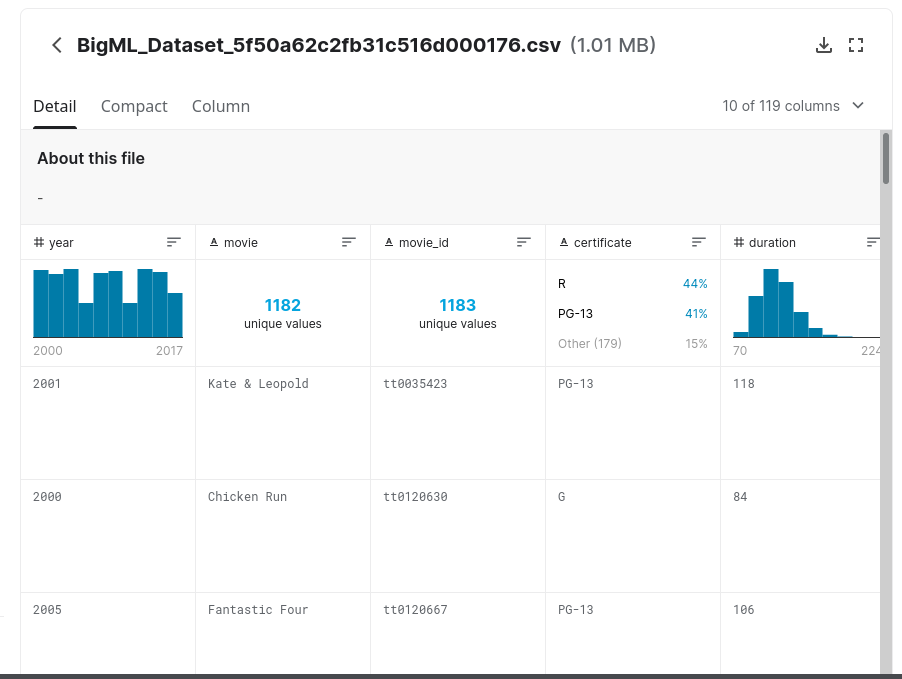 BigML_Dataset_5f50a62c2fb31c516d000176.csv (1.01 MB)
Detail Compact Column 10 of 119 columns
About this file
-
# year A movie A movie_id A certificate # duration
R 44%
1182 1183
PG-13 41%
unique values unique values
Other (179) 15%
2000 2017 70 224
2001 Kate & Leopold tt0035423 PG-13 118
2000 Chicken Run tt0120630 G 84
2005 Fantastic Four tt0120667 PG-13 106